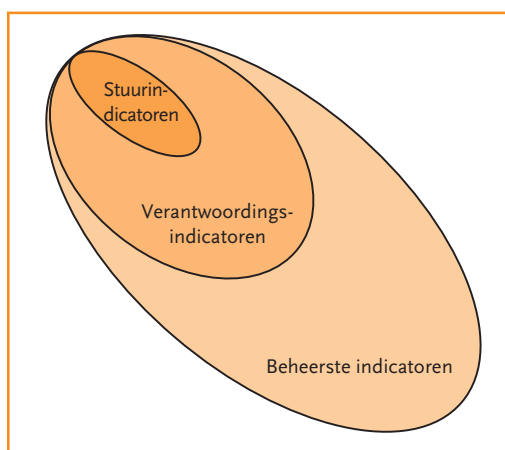 Stuurin-
dicatoren
Verantwoordings-
indicatoren
Beheerste indicatoren